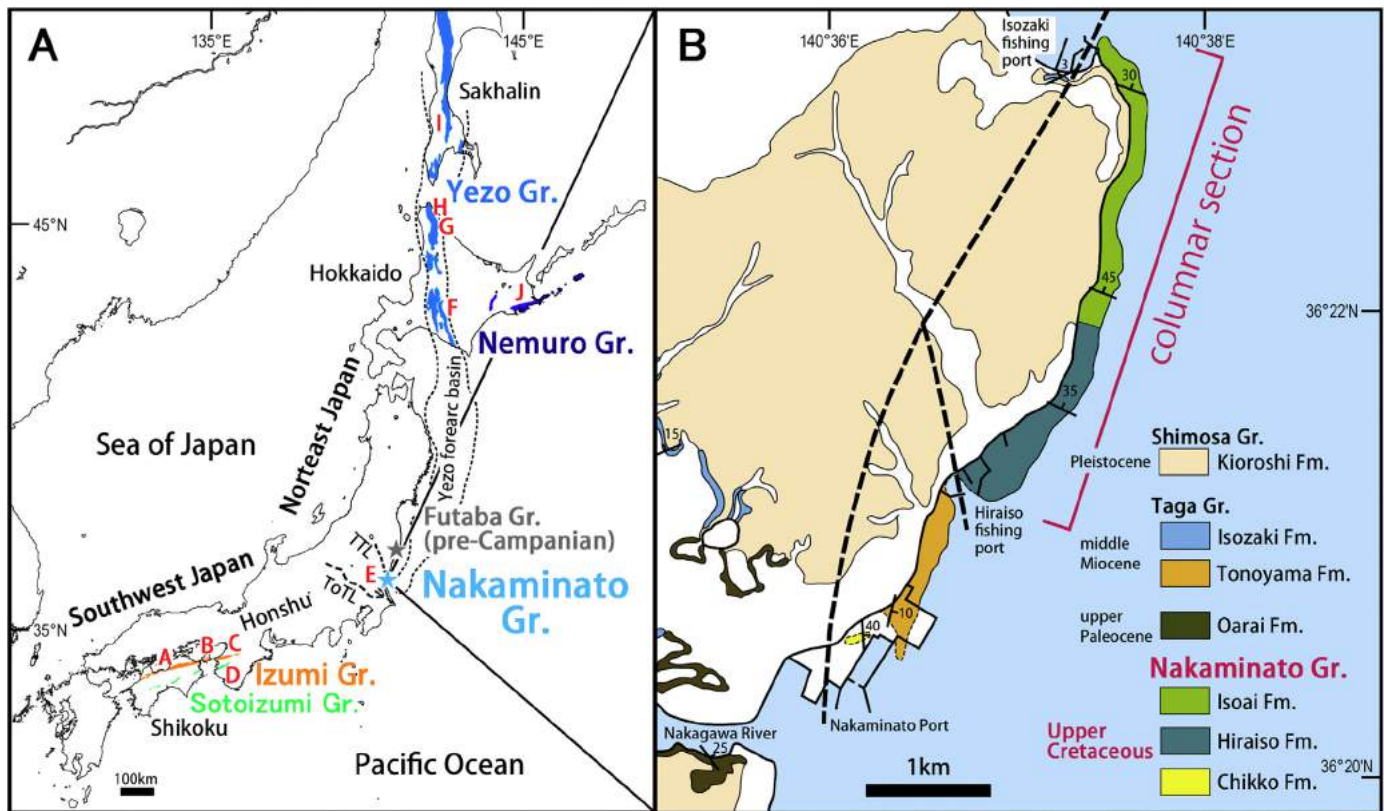 A
135°E
145°E
Sakhalin
I
Yezo Gr.
H
G
45°N
Hokkaido
F
J
Nemuro Gr.
Yezo forearc basin
Norteast Japan
Sea of Japan
Futaba Gr.
(pre-Campanian)
TTL
E
ToTL
Nakaminato
Gr.
Southwest Japan
Honshu
35°N
A
B
C
D
Izumi Gr.
Sotoizumi Gr.
Shikoku
Pacific Ocean
100km
B
140°36′E
Isozaki
fishing
port
140°38′E
3
30
columnar section
45
36°22′N
35
15
Hiraiso
fishing
port
10
40
Nakaminato Port
Nakagawa River
25
1km
36°20′N
Shimosa Gr.
Pleistocene
Kioroshi Fm.
Taga Gr.
middle
Miocene
Isozaki Fm.
Tonoyama Fm.
upper
Paleocene
Oarai Fm.
Nakaminato Gr.
Upper
Cretaceous
Isoai Fm.
Hiraiso Fm.
Chikko Fm.